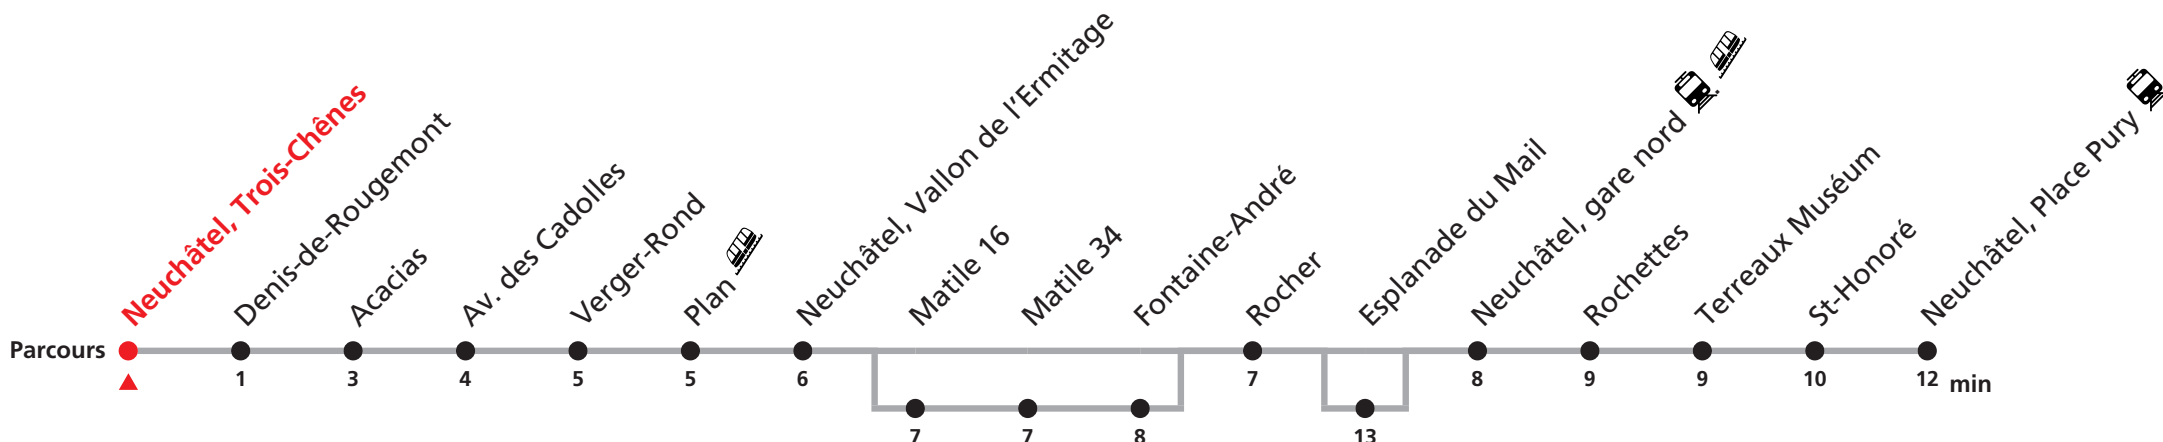 Neuchâtel, Trois-Chênes
Denis-de-Rougemont
Acacias
Av. des Cadolles
Verger-Rond
Plan
Neuchâtel, Vallon de l’Ermitage
Matile 16
Matile 34
Fontaine-André
Rocher
Esplanade du Mail
Neuchâtel, gare nord
Rochettes
Terreaux Muséum
St-Honoré
Neuchâtel, Place Pury
Parcours
1 3 4 5 5 6 7 8 9 9 10 12 min
7 7 8 13